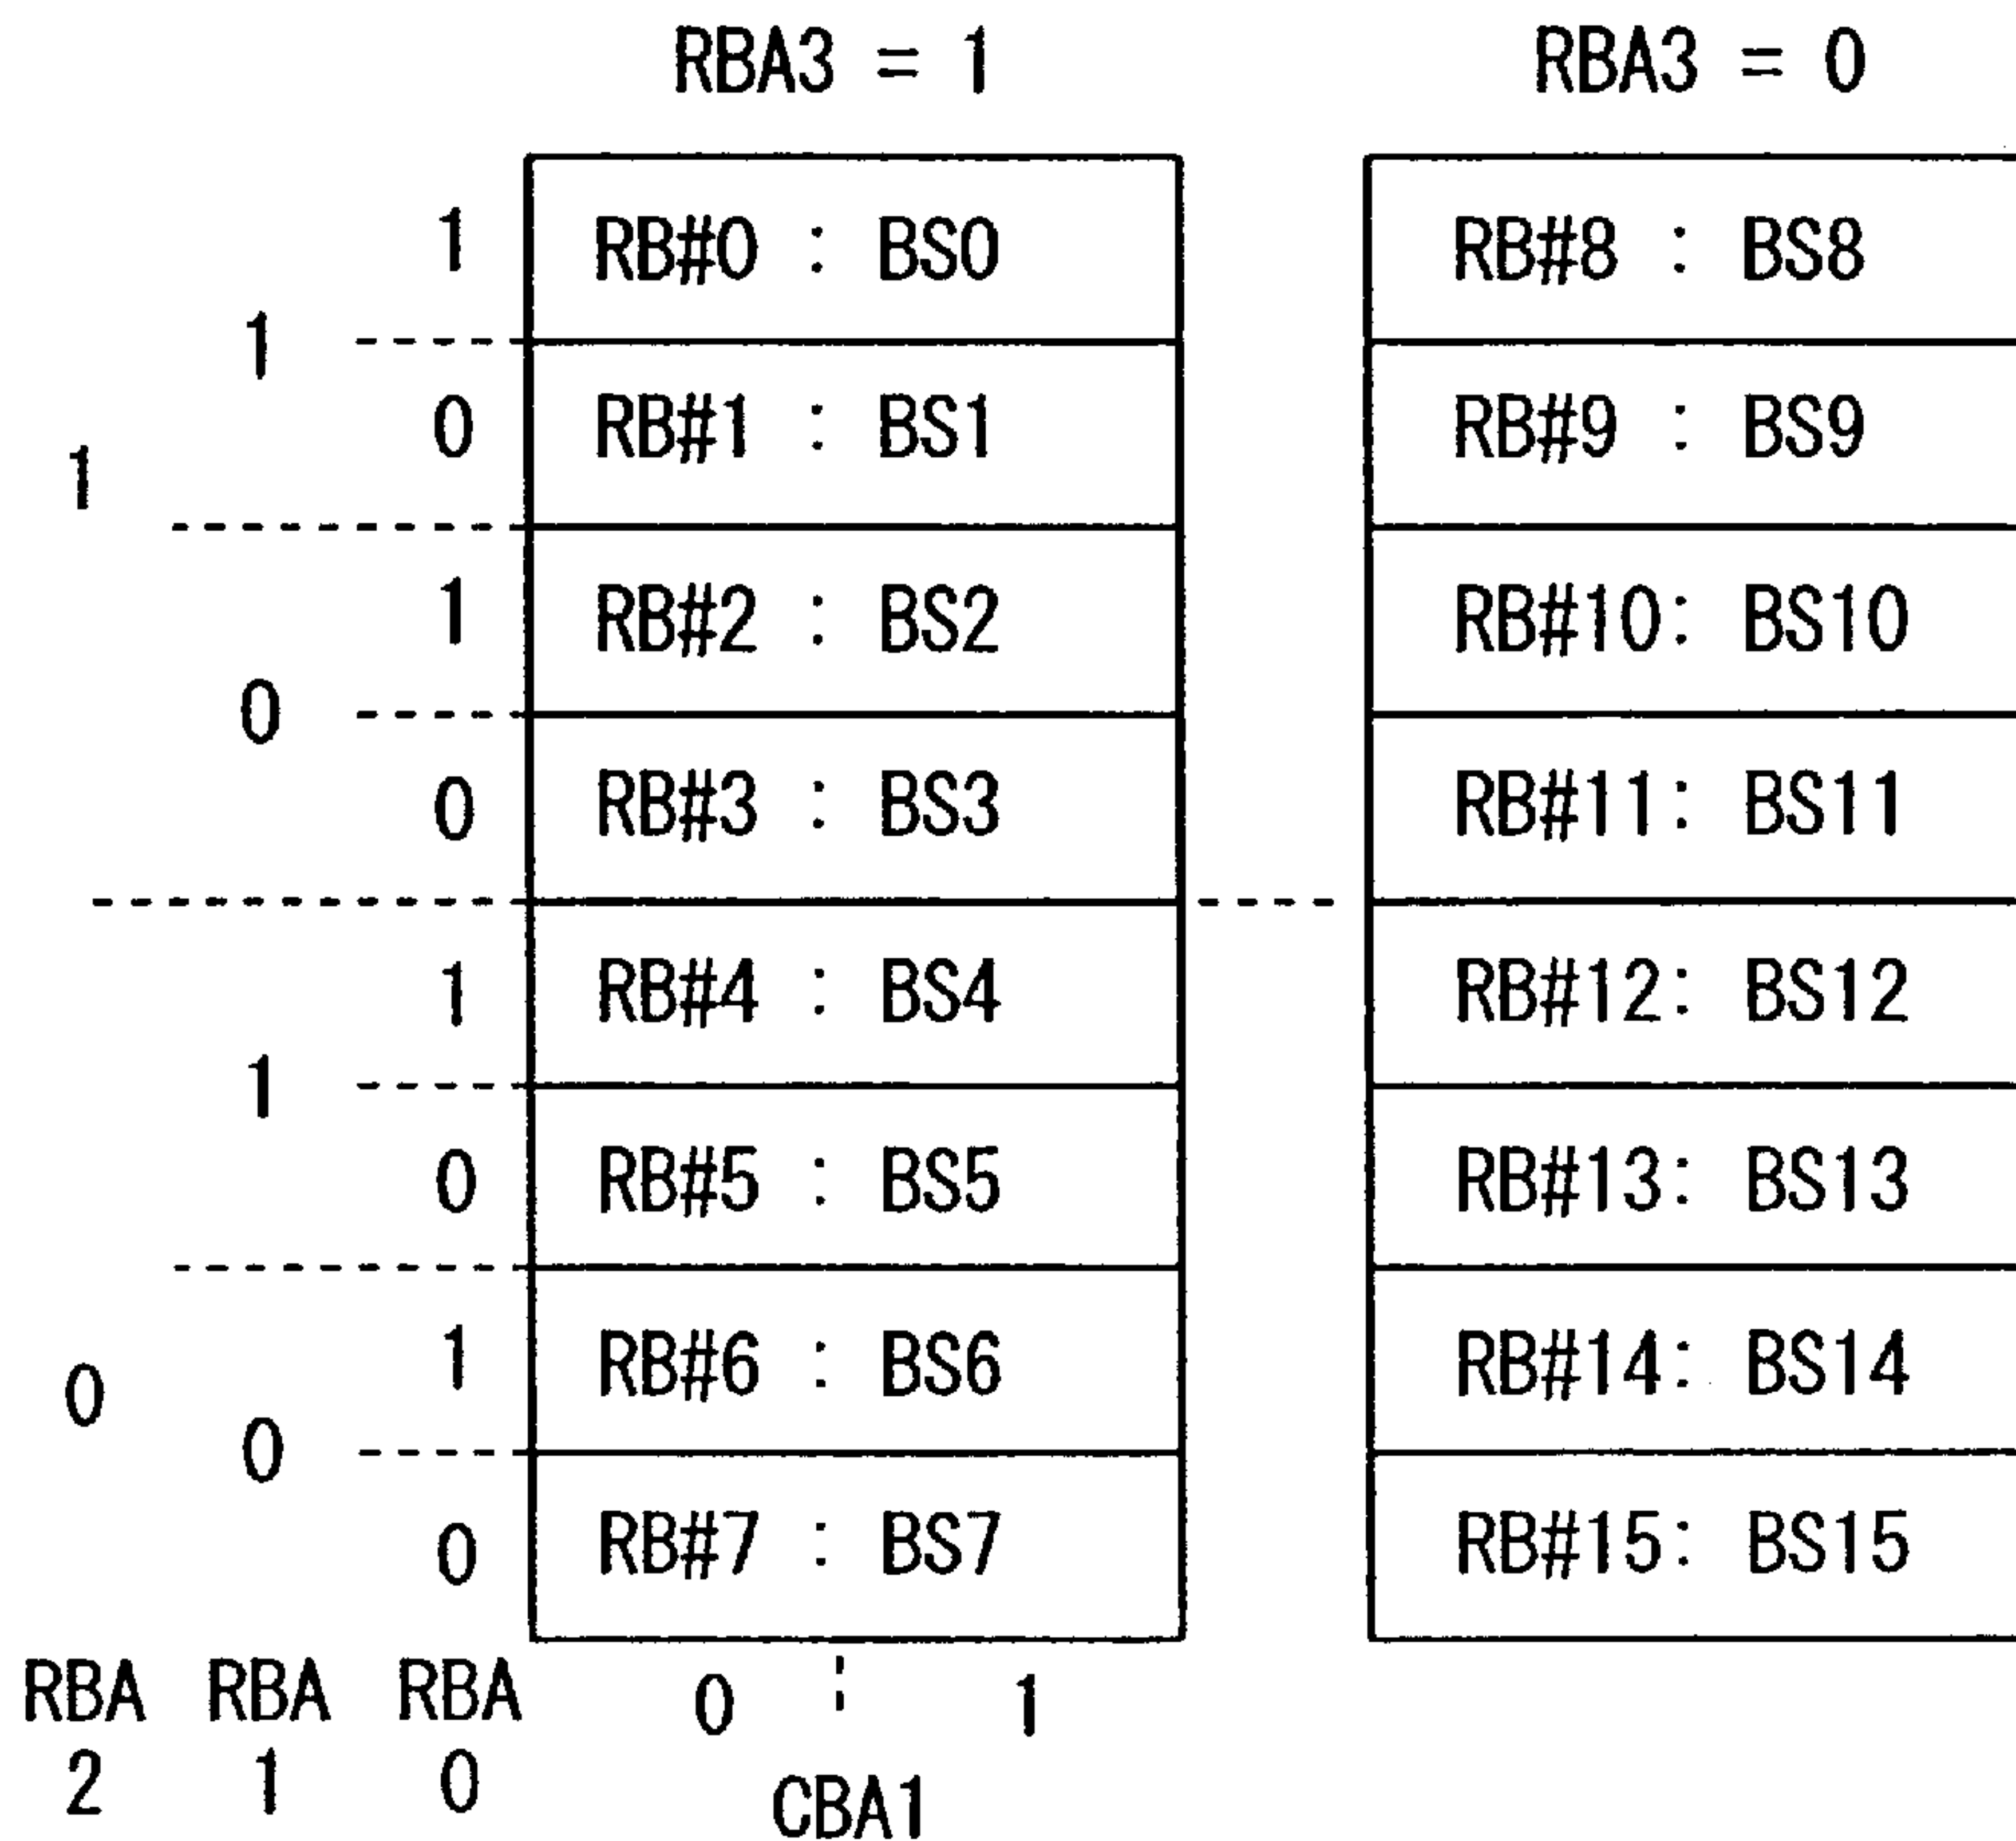 RBA3 = 1 RBA3 = 0
1 RB#0 : BS0 RB#8 : BS8
1
0 RB#1 : BS1 RB#9 : BS9
1
1 RB#2 : BS2 RB#10: BS10
0
0 RB#3 : BS3 RB#11: BS11
1 RB#4 : BS4 RB#12: BS12
1
0 RB#5 : BS5 RB#13: BS13
1 RB#6 : BS6 RB#14: BS14
0
0
0 RB#7 : BS7 RB#15: BS15
RBA RBA RBA 0 1
2 1 0 CBA1